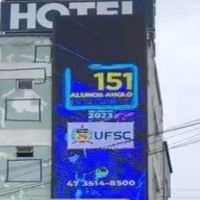 HOTEL
151
ALUNOS ANGLO
2023
UFSC
47 3514-8500